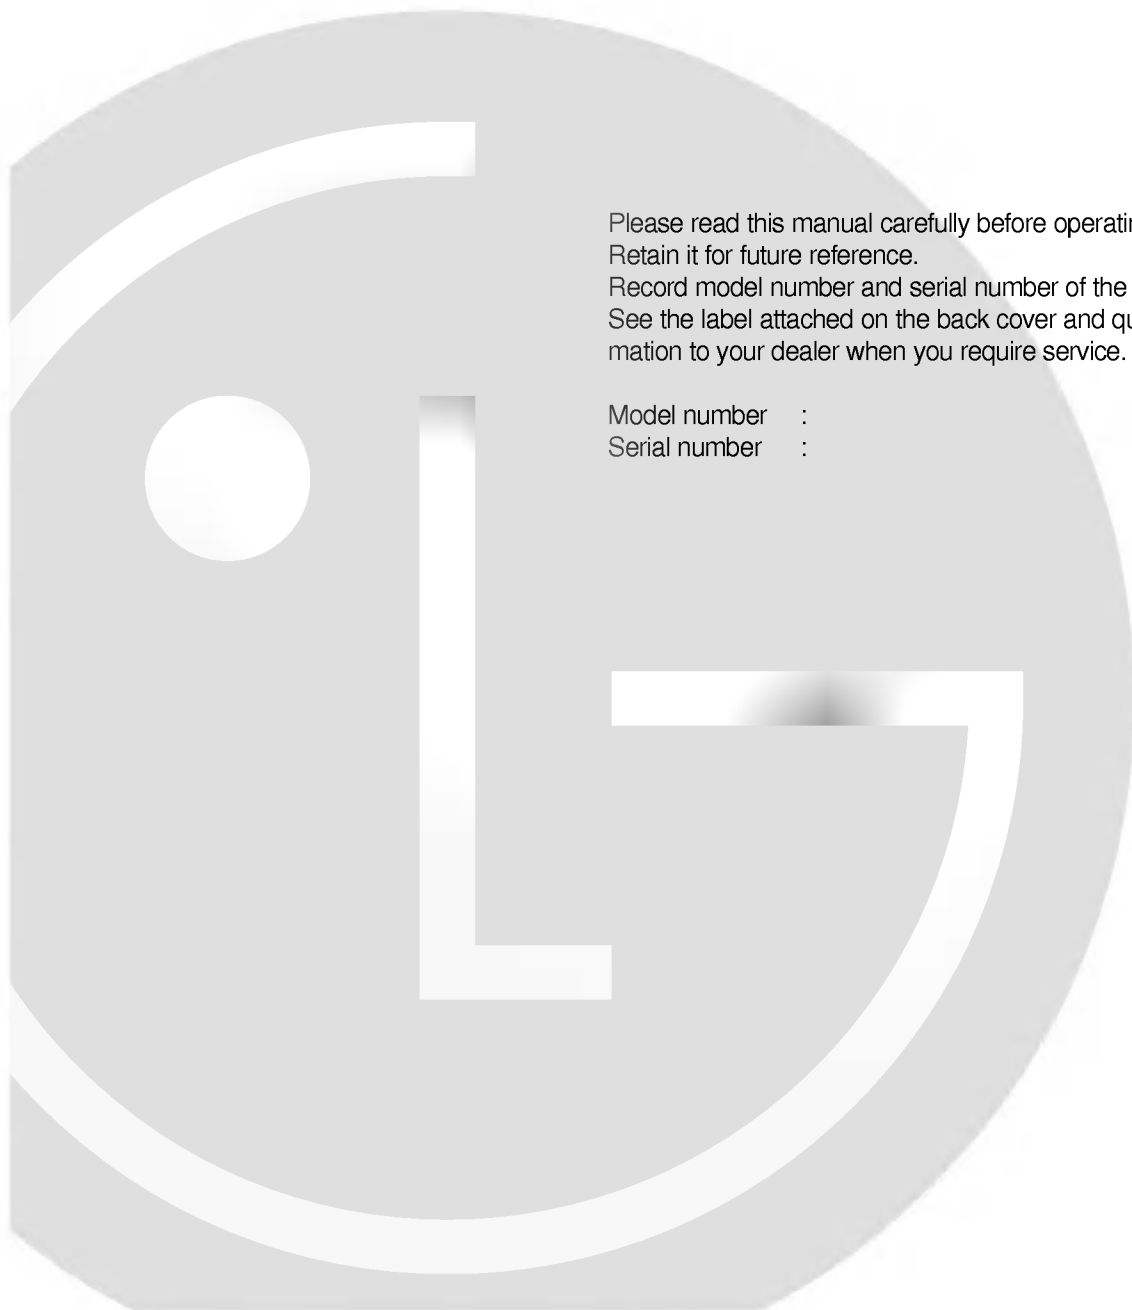 Please read this manual carefully before operatin
Retain it for future reference.
Record model number and serial number of the
See the label attached on the back cover and qu
mation to your dealer when you require service.
Model number :
Serial number :